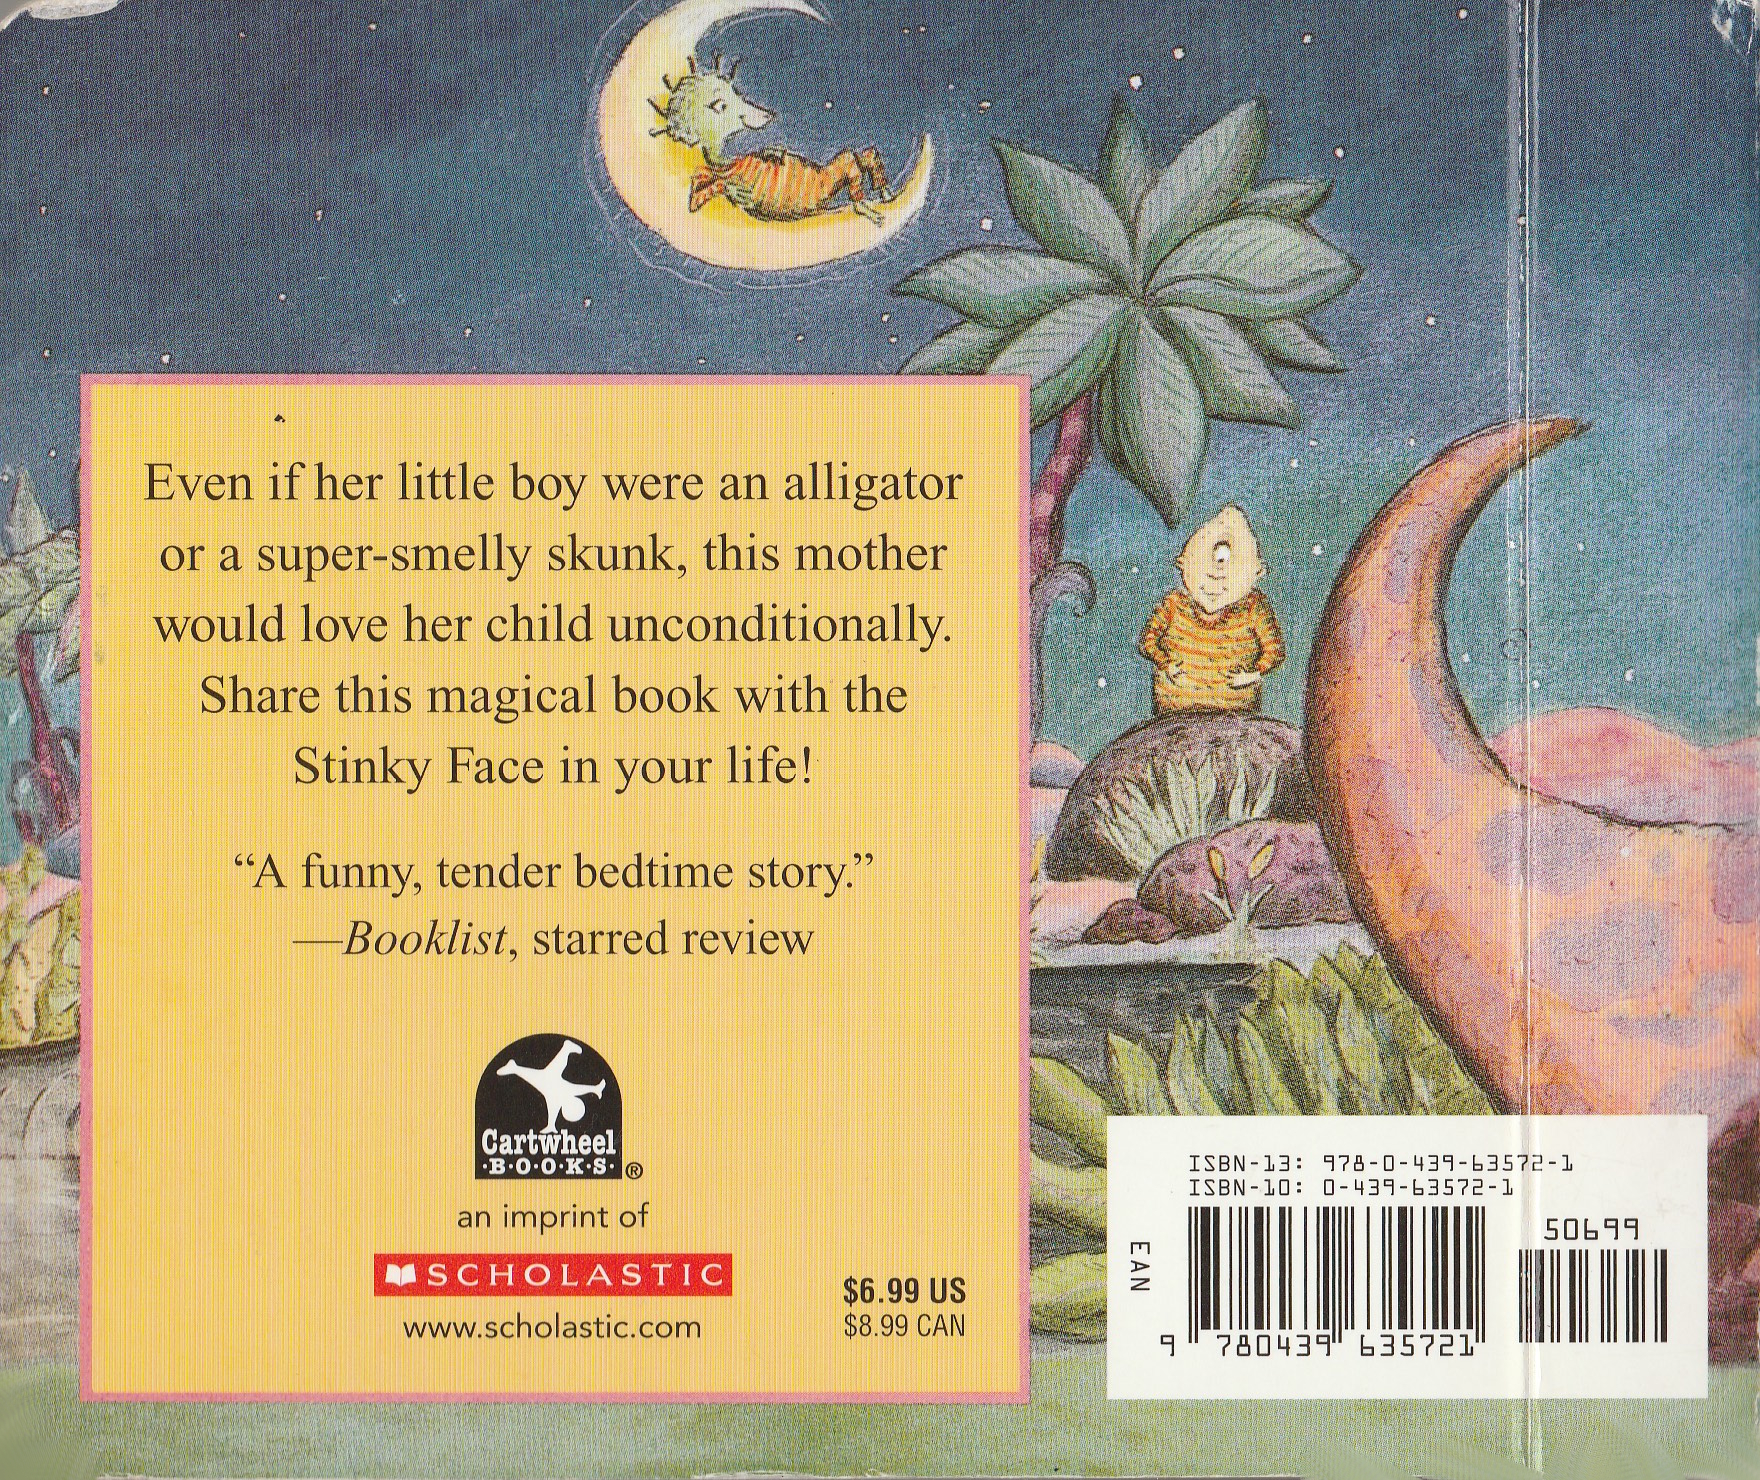 Even if her little boy were an alligator
or a super-smelly skunk, this mother
would love her child unconditionally.
Share this magical book with the
Stinky Face in your life!
“A funny, tender bedtime story.”
—Booklist, starred review
Cartwheel
·B·O·O·K·S· ®
an imprint of
SCHOLASTIC
www.scholastic.com
$6.99 US
$8.99 CAN
ISBN-13: 978-0-439-63572-1
ISBN-10: 0-439-63572-1
50699
EAN
9 780439 635721